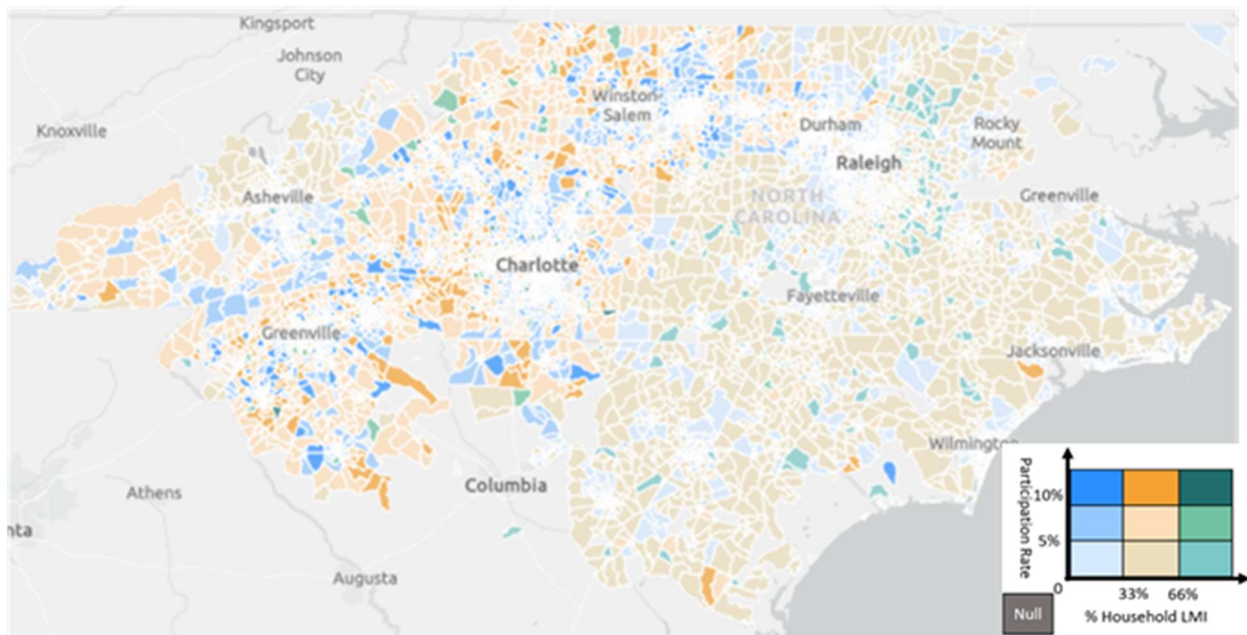 Kingsport
Johnson
City
Knoxville
Winston-
Salem
Durham
Rocky
Mount
Raleigh
Asheville
NORTH
CAROLINA
Greenville
Charlotte
Fayetteville
Greenville
Jacksonville
Wilmington
Columbia
Athens
nta
Augusta
Participation Rate
10%
5%
0
33% 66%
Null
% Household LMI